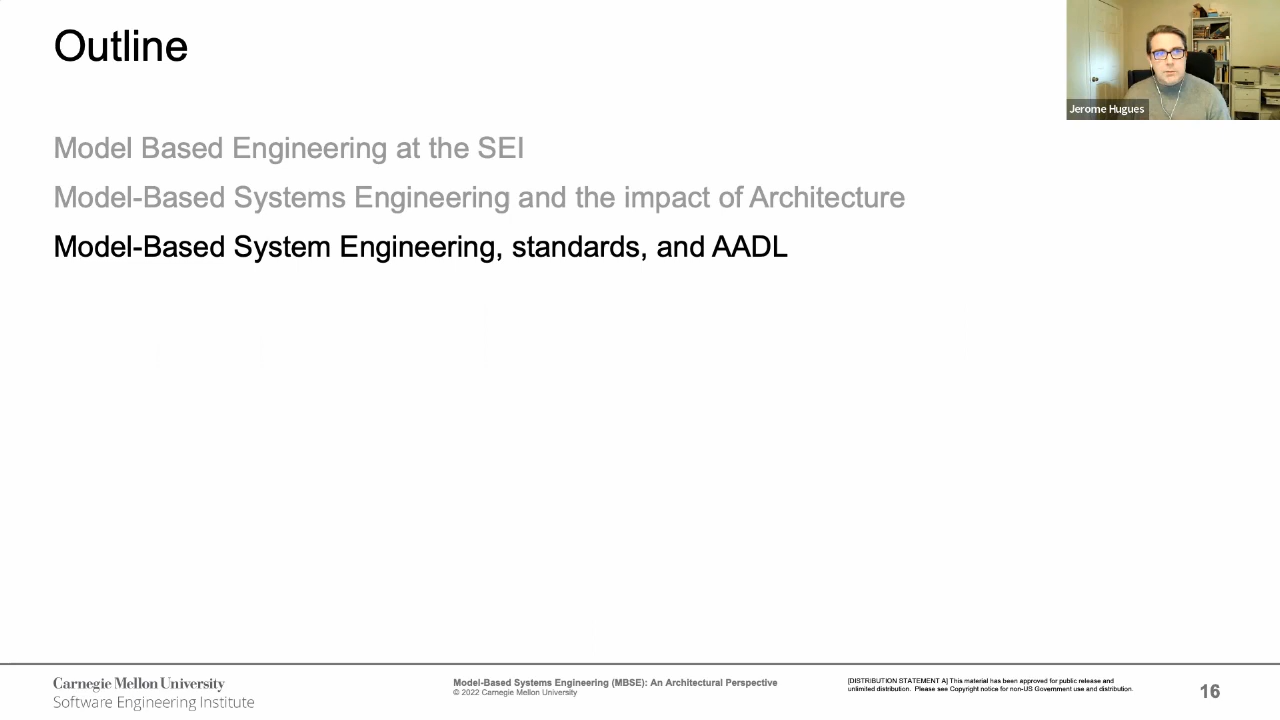 Outline
Jerome Hugues
Model Based Engineering at the SEI
Model-Based Systems Engineering and the impact of Architecture
Model-Based System Engineering, standards, and AADL
Carnegie Mellon University
Software Engineering Institute
Model-Based Systems Engineering (MBSE): An Architectural Perspective
© 2022 Carnegie Mellon University
[DISTRIBUTION STATEMENT A] This material has been approved for public release and
unlimited distribution. Please see Copyright notice for non-US Government use and distribution.
16